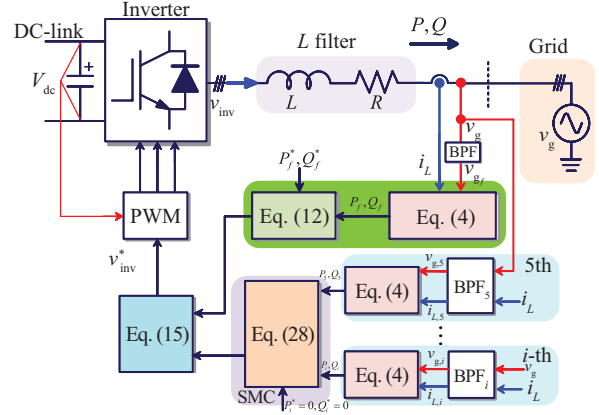 Inverter
DC-link
V_dc
+
v_inv
L filter
L
R
P, Q
Grid
v_g
v_g
BPF
v_gf
i_L
P_f^*, Q_f^*
Eq. (12)
P_f, Q_f
Eq. (4)
PWM
v_inv^*
Eq. (15)
Eq. (28)
SMC
P_i^*=0, Q_i^*=0
5th
P_5, Q_5
Eq. (4)
v_g,5
i_L,5
BPF_5
i_L
i-th
P_i, Q_i
Eq. (4)
v_g,i
i_L,i
BPF_i
v_g
i_L